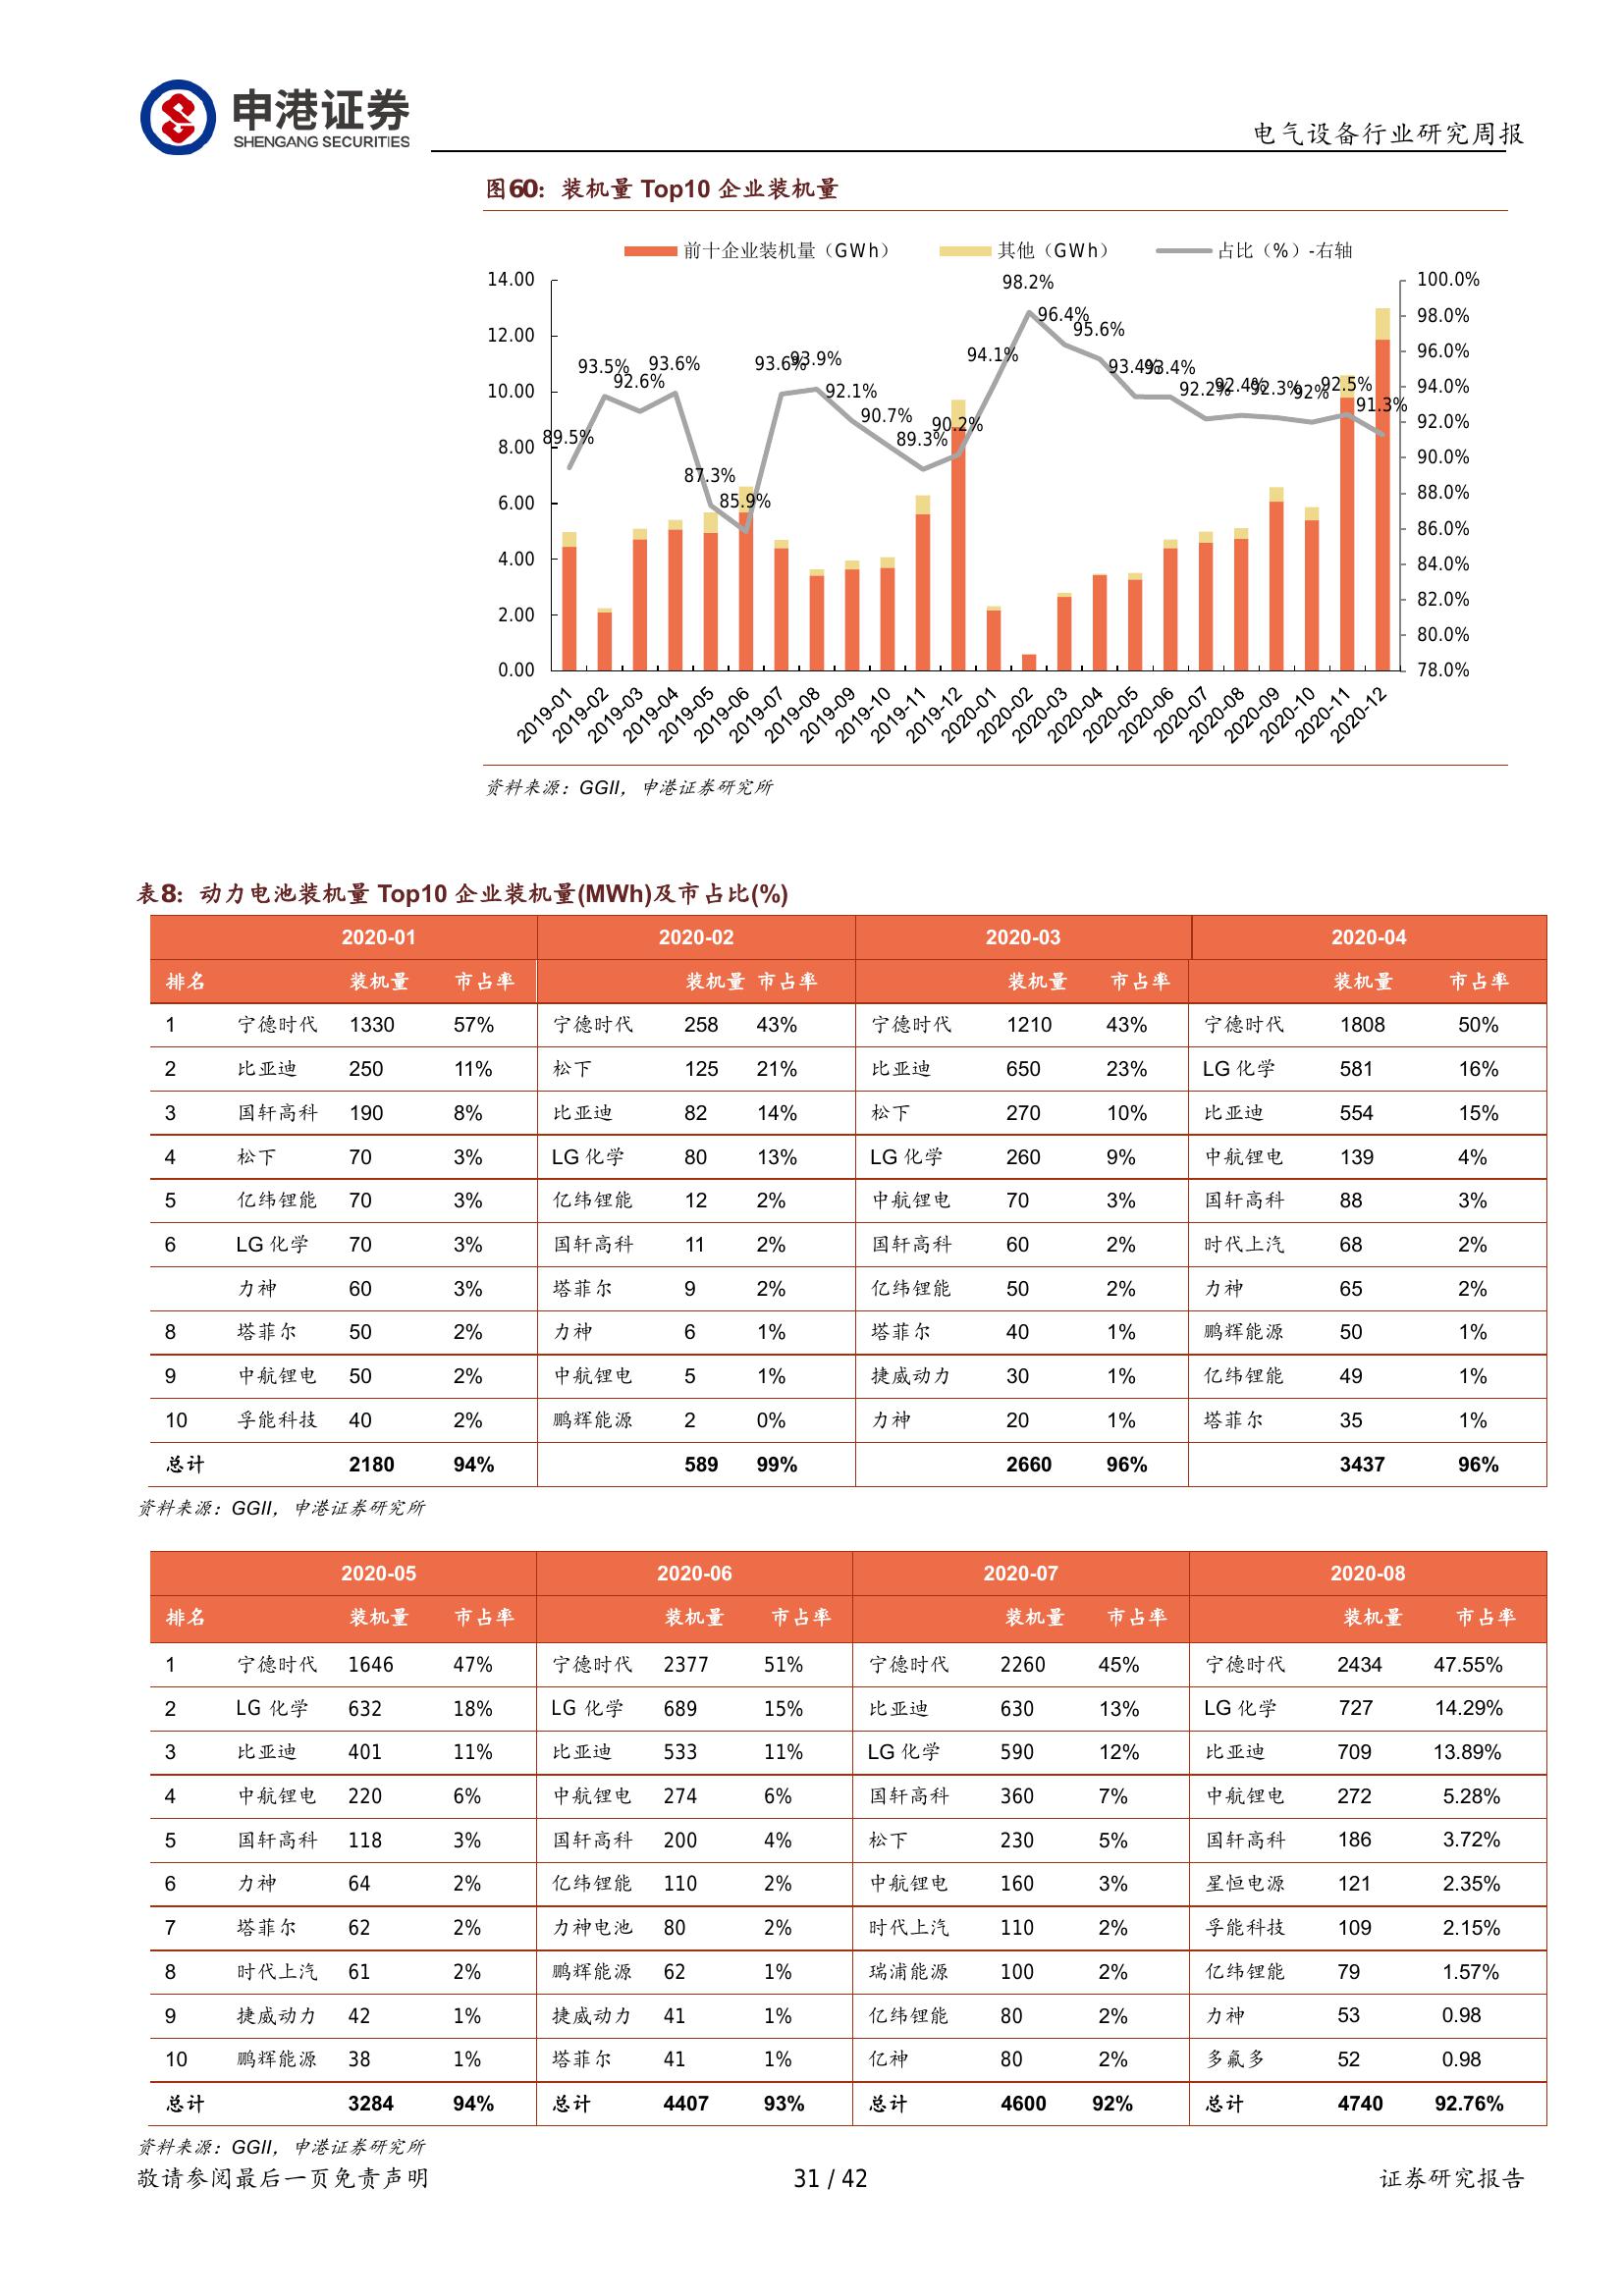 申港证券
SHENGANG SECURITIES
电气设备行业研究周报
图60：装机量 Top10 企业装机量
前十企业装机量（GWh） 其他（GWh） 占比（%）-右轴
14.00
12.00
10.00
8.00
6.00
4.00
2.00
0.00
89.5%
93.5%
92.6%
93.6%
87.3%
85.9%
93.6%
93.9%
92.1%
90.7%
89.3%
90.2%
94.1%
98.2%
96.4%
95.6%
93.4%
93.4%
92.2%
92.4%
92.3%
92%
92.5%
91.3%
100.0%
98.0%
96.0%
94.0%
92.0%
90.0%
88.0%
86.0%
84.0%
82.0%
80.0%
78.0%
2019-01 2019-02 2019-03 2019-04 2019-05 2019-06 2019-07 2019-08 2019-09 2019-10 2019-11 2019-12 2020-01 2020-02 2020-03 2020-04 2020-05 2020-06 2020-07 2020-08 2020-09 2020-10 2020-11 2020-12
资料来源：GGII，申港证券研究所
表8：动力电池装机量 Top10 企业装机量(MWh)及市占比(%)
2020-01 2020-02 2020-03 2020-04
排名 装机量 市占率 装机量 市占率 装机量 市占率 装机量 市占率
1 宁德时代 1330 57% 宁德时代 258 43% 宁德时代 1210 43% 宁德时代 1808 50%
2 比亚迪 250 11% 松下 125 21% 比亚迪 650 23% LG 化学 581 16%
3 国轩高科 190 8% 比亚迪 82 14% 松下 270 10% 比亚迪 554 15%
4 松下 70 3% LG 化学 80 13% LG 化学 260 9% 中航锂电 139 4%
5 亿纬锂能 70 3% 亿纬锂能 12 2% 中航锂电 70 3% 国轩高科 88 3%
6 LG 化学 70 3% 国轩高科 11 2% 国轩高科 60 2% 时代上汽 68 2%
力神 60 3% 塔菲尔 9 2% 亿纬锂能 50 2% 力神 65 2%
8 塔菲尔 50 2% 力神 6 1% 塔菲尔 40 1% 鹏辉能源 50 1%
9 中航锂电 50 2% 中航锂电 5 1% 捷威动力 30 1% 亿纬锂能 49 1%
10 孚能科技 40 2% 鹏辉能源 2 0% 力神 20 1% 塔菲尔 35 1%
总计 2180 94% 589 99% 2660 96% 3437 96%
资料来源：GGII，申港证券研究所
2020-05 2020-06 2020-07 2020-08
排名 装机量 市占率 装机量 市占率 装机量 市占率 装机量 市占率
1 宁德时代 1646 47% 宁德时代 2377 51% 宁德时代 2260 45% 宁德时代 2434 47.55%
2 LG 化学 632 18% LG 化学 689 15% 比亚迪 630 13% LG 化学 727 14.29%
3 比亚迪 401 11% 比亚迪 533 11% LG 化学 590 12% 比亚迪 709 13.89%
4 中航锂电 220 6% 中航锂电 274 6% 国轩高科 360 7% 中航锂电 272 5.28%
5 国轩高科 118 3% 国轩高科 200 4% 松下 230 5% 国轩高科 186 3.72%
6 力神 64 2% 亿纬锂能 110 2% 中航锂电 160 3% 星恒电源 121 2.35%
7 塔菲尔 62 2% 力神电池 80 2% 时代上汽 110 2% 孚能科技 109 2.15%
8 时代上汽 61 2% 鹏辉能源 62 1% 瑞浦能源 100 2% 亿纬锂能 79 1.57%
9 捷威动力 42 1% 捷威动力 41 1% 亿纬锂能 80 2% 力神 53 0.98
10 鹏辉能源 38 1% 塔菲尔 41 1% 亿神 80 2% 多氟多 52 0.98
总计 3284 94% 总计 4407 93% 总计 4600 92% 总计 4740 92.76%
资料来源：GGII，申港证券研究所
敬请参阅最后一页免责声明 31 / 42 证券研究报告